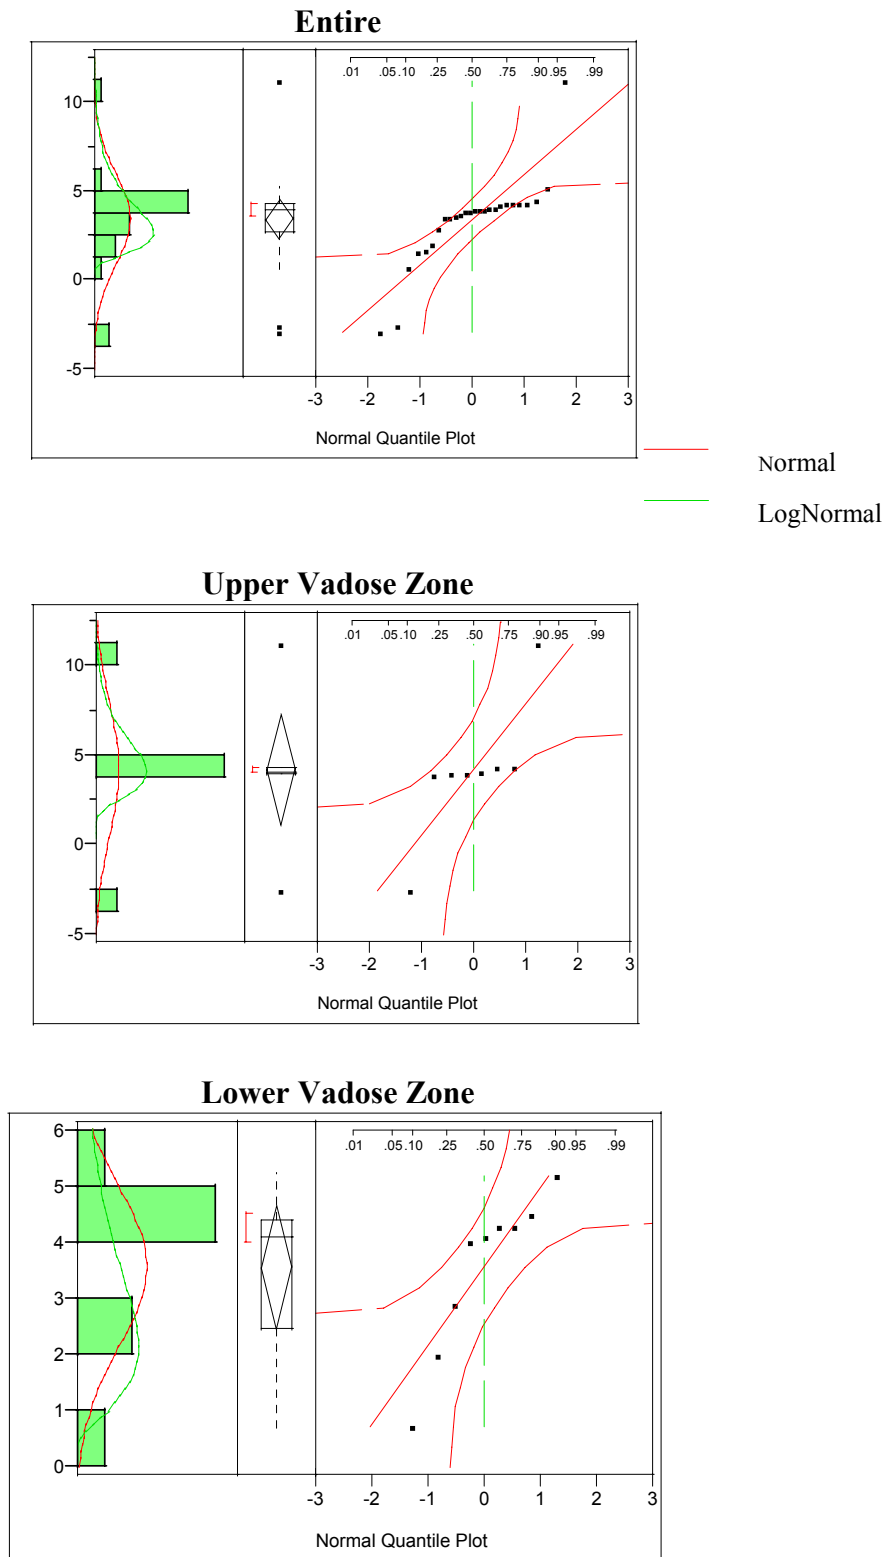 Entire
.01 .05 .10 .25 .50 .75 .90 .95 .99
10
5
0
-5
-3 -2 -1 0 1 2 3
Normal Quantile Plot
Normal
LogNormal
Upper Vadose Zone
.01 .05 .10 .25 .50 .75 .90 .95 .99
10
5
0
-5
-3 -2 -1 0 1 2 3
Normal Quantile Plot
Lower Vadose Zone
.01 .05 .10 .25 .50 .75 .90 .95 .99
6
5
4
3
2
1
0
-3 -2 -1 0 1 2 3
Normal Quantile Plot